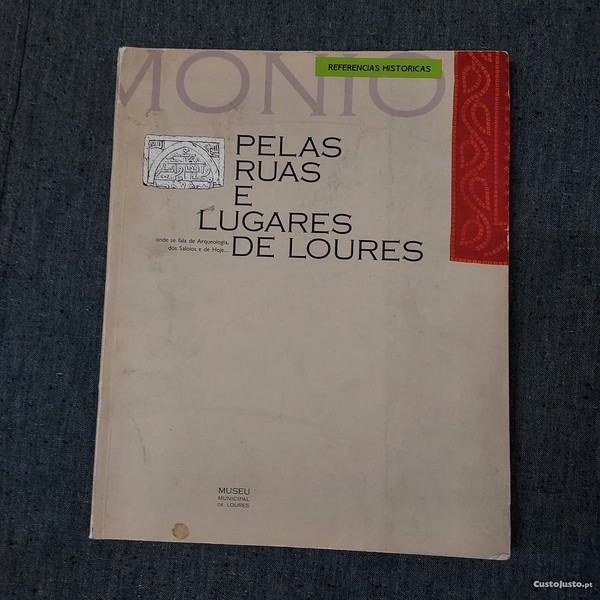 MONIO
REFERENCIAS HISTORICAS
PELAS
RUAS
E
LUGARES
DE LOURES
onde se fala de Arqueologia,
dos Saloios e de Hoje...
MUSEU
MUNICIPAL
DE LOURES
CustoJusto.pt